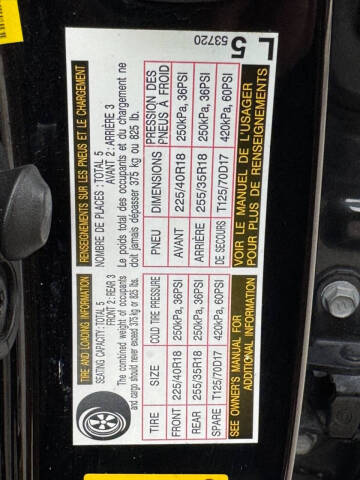 TIRE AND LOADING INFORMATION
SEATING CAPACITY : TOTAL 5
FRONT 2 : REAR 3
The combined weight of occupants
and cargo should never exceed 375 kg or 825 lbs.
TIRE SIZE COLD TIRE PRESSURE
FRONT 225/40R18 250kPa, 36PSI
REAR 255/35R18 250kPa, 36PSI
SPARE T125/70D17 420kPa, 60PSI
SEE OWNER'S MANUAL FOR
ADDITIONAL INFORMATION
RENSEIGNEMENTS SUR LES PNEUS ET LE CHARGEMENT
NOMBRE DE PLACES : TOTAL 5
AVANT 2 : ARRIÈRE 3
Le poids total des occupants et du chargement ne
doit jamais dépasser 375 kg ou 825 lb.
PNEU DIMENSIONS PRESSION DES
PNEUS À FROID
AVANT 225/40R18 250kPa, 36PSI
ARRIÈRE 255/35R18 250kPa, 36PSI
DE SECOURS T125/70D17 420kPa, 60PSI
VOIR LE MANUEL DE L'USAGER
POUR PLUS DE RENSEIGNEMENTS
L 5
53720